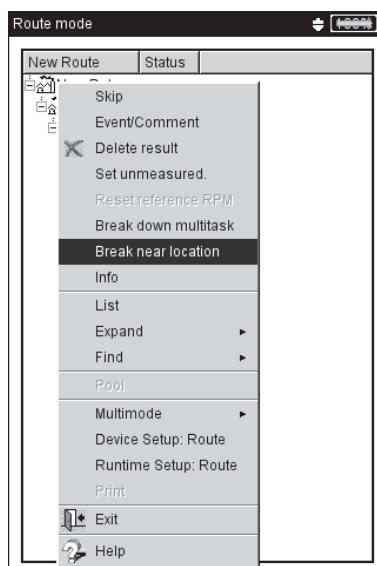 Route mode
100%
New Route Status
Skip
Event/Comment
Delete result
Set unmeasured.
Reset reference RPM
Break down multitask
Break near location
Info
List
Expand
Find
Pool
Multimode
Device Setup: Route
Runtime Setup: Route
Print
Exit
Help